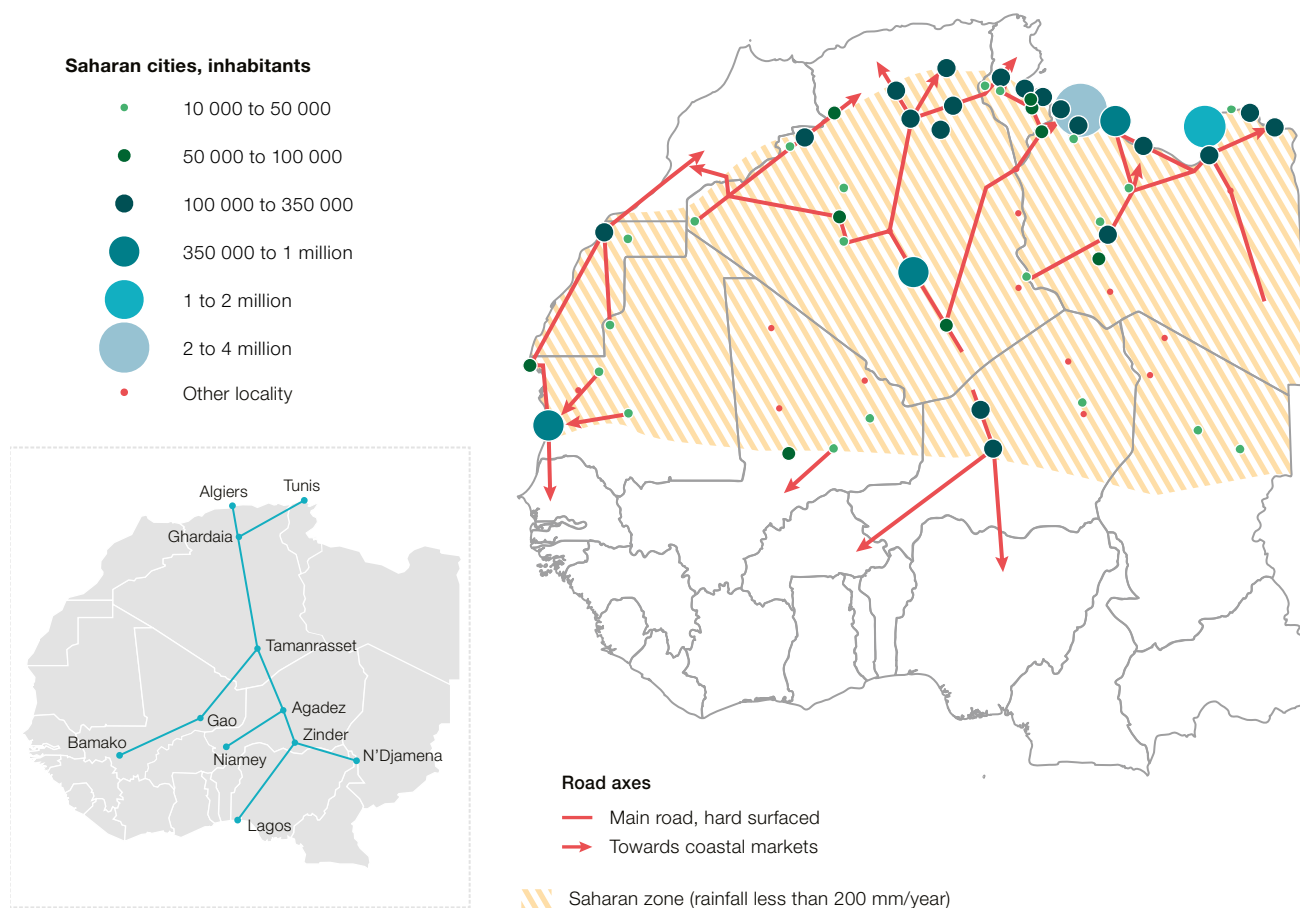 Saharan cities, inhabitants
10 000 to 50 000
50 000 to 100 000
100 000 to 350 000
350 000 to 1 million
1 to 2 million
2 to 4 million
Other locality
Algiers
Tunis
Ghardaia
Tamanrasset
Agadez
Gao
Zinder
Bamako
Niamey
N’Djamena
Lagos
Road axes
Main road, hard surfaced
Towards coastal markets
Saharan zone (rainfall less than 200 mm/year)